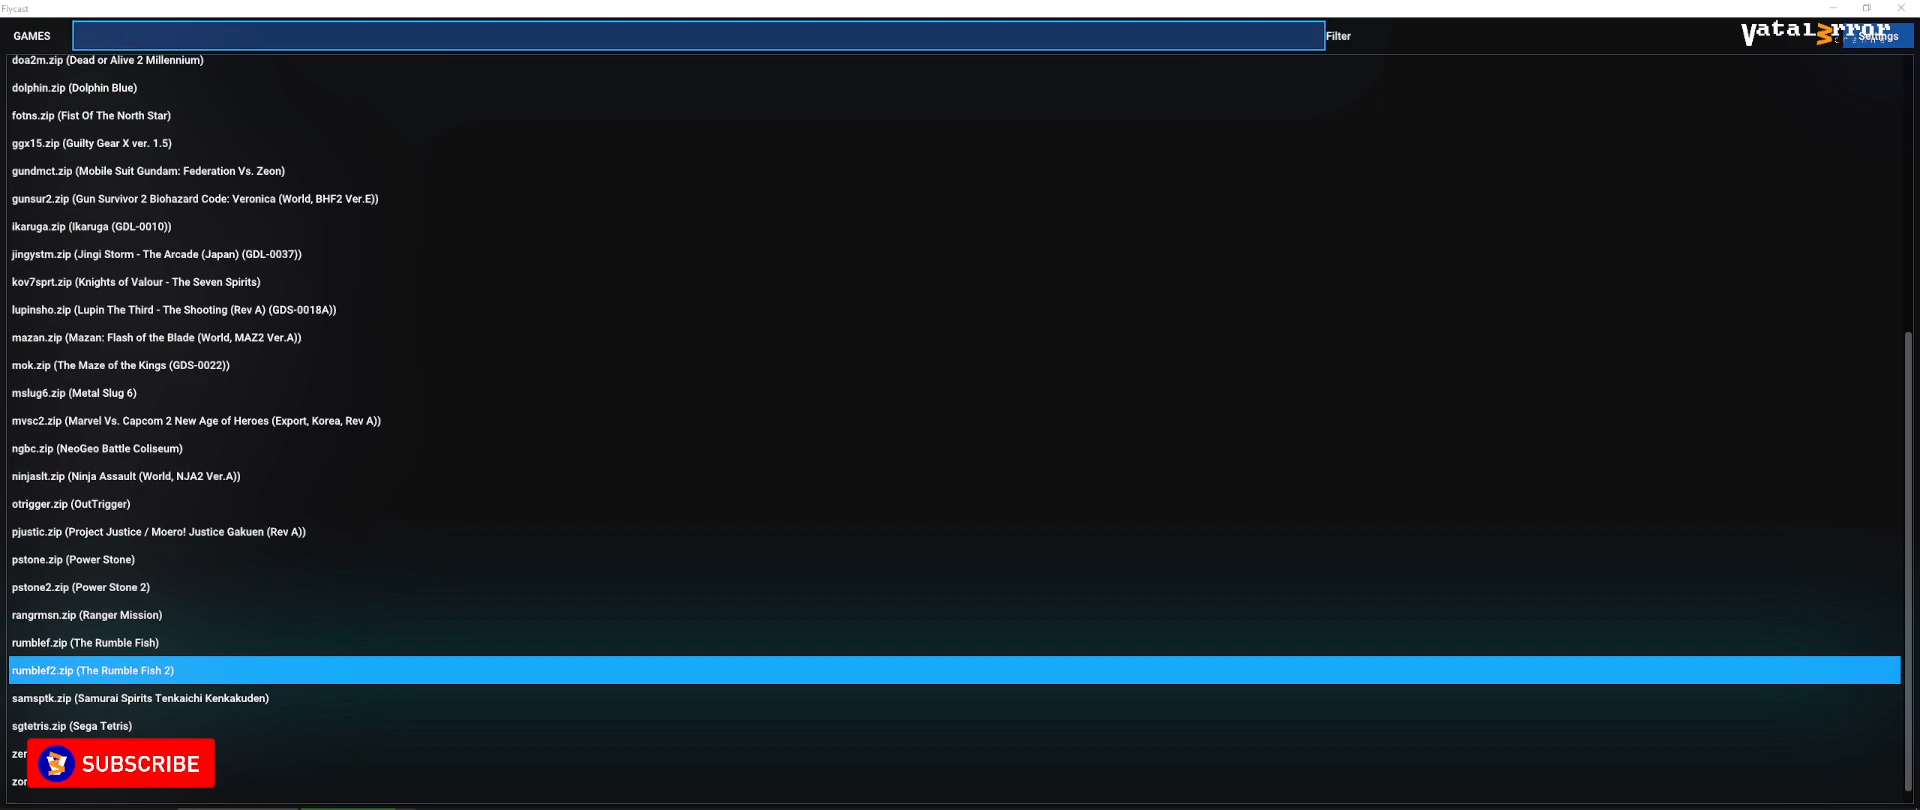 Flycast
GAMES
Filter
Settings
doa2m.zip (Dead or Alive 2 Millennium)
dolphin.zip (Dolphin Blue)
fotns.zip (Fist Of The North Star)
ggx15.zip (Guilty Gear X ver. 1.5)
gundmct.zip (Mobile Suit Gundam: Federation Vs. Zeon)
gunsur2.zip (Gun Survivor 2 Biohazard Code: Veronica (World, BHF2 Ver.E))
ikaruga.zip (Ikaruga (GDL-0010))
jingystm.zip (Jingi Storm - The Arcade (Japan) (GDL-0037))
kov7sprt.zip (Knights of Valour - The Seven Spirits)
lupinsho.zip (Lupin The Third - The Shooting (Rev A) (GDS-0018A))
mazan.zip (Mazan: Flash of the Blade (World, MAZ2 Ver.A))
mok.zip (The Maze of the Kings (GDS-0022))
mslug6.zip (Metal Slug 6)
mvsc2.zip (Marvel Vs. Capcom 2 New Age of Heroes (Export, Korea, Rev A))
ngbc.zip (NeoGeo Battle Coliseum)
ninjaslt.zip (Ninja Assault (World, NJA2 Ver.A))
otrigger.zip (OutTrigger)
pjustic.zip (Project Justice / Moero! Justice Gakuen (Rev A))
pstone.zip (Power Stone)
pstone2.zip (Power Stone 2)
rangrmsn.zip (Ranger Mission)
rumblef.zip (The Rumble Fish)
rumblef2.zip (The Rumble Fish 2)
samsptk.zip (Samurai Spirits Tenkaichi Kenkakuden)
sgtetris.zip (Sega Tetris)
SUBSCRIBE